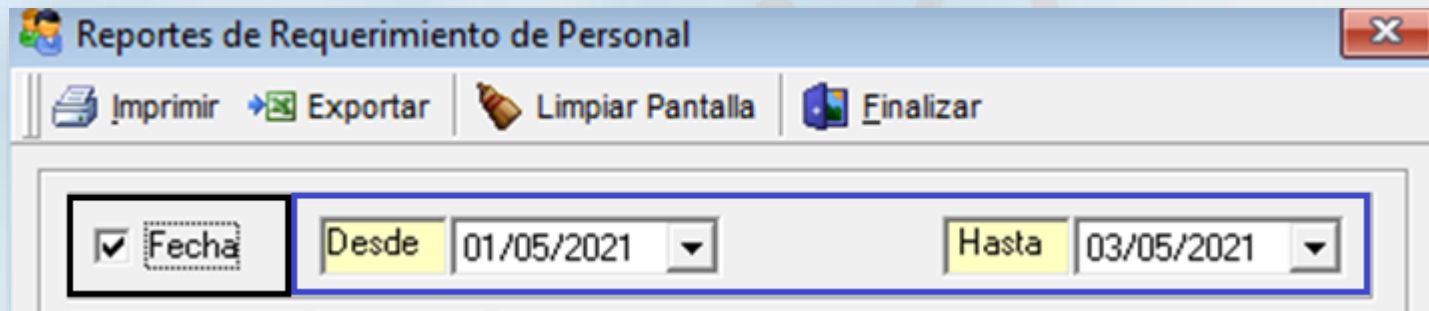 Reportes de Requerimiento de Personal
Imprimir Exportar Limpiar Pantalla Finalizar
Fecha Desde 01/05/2021 Hasta 03/05/2021